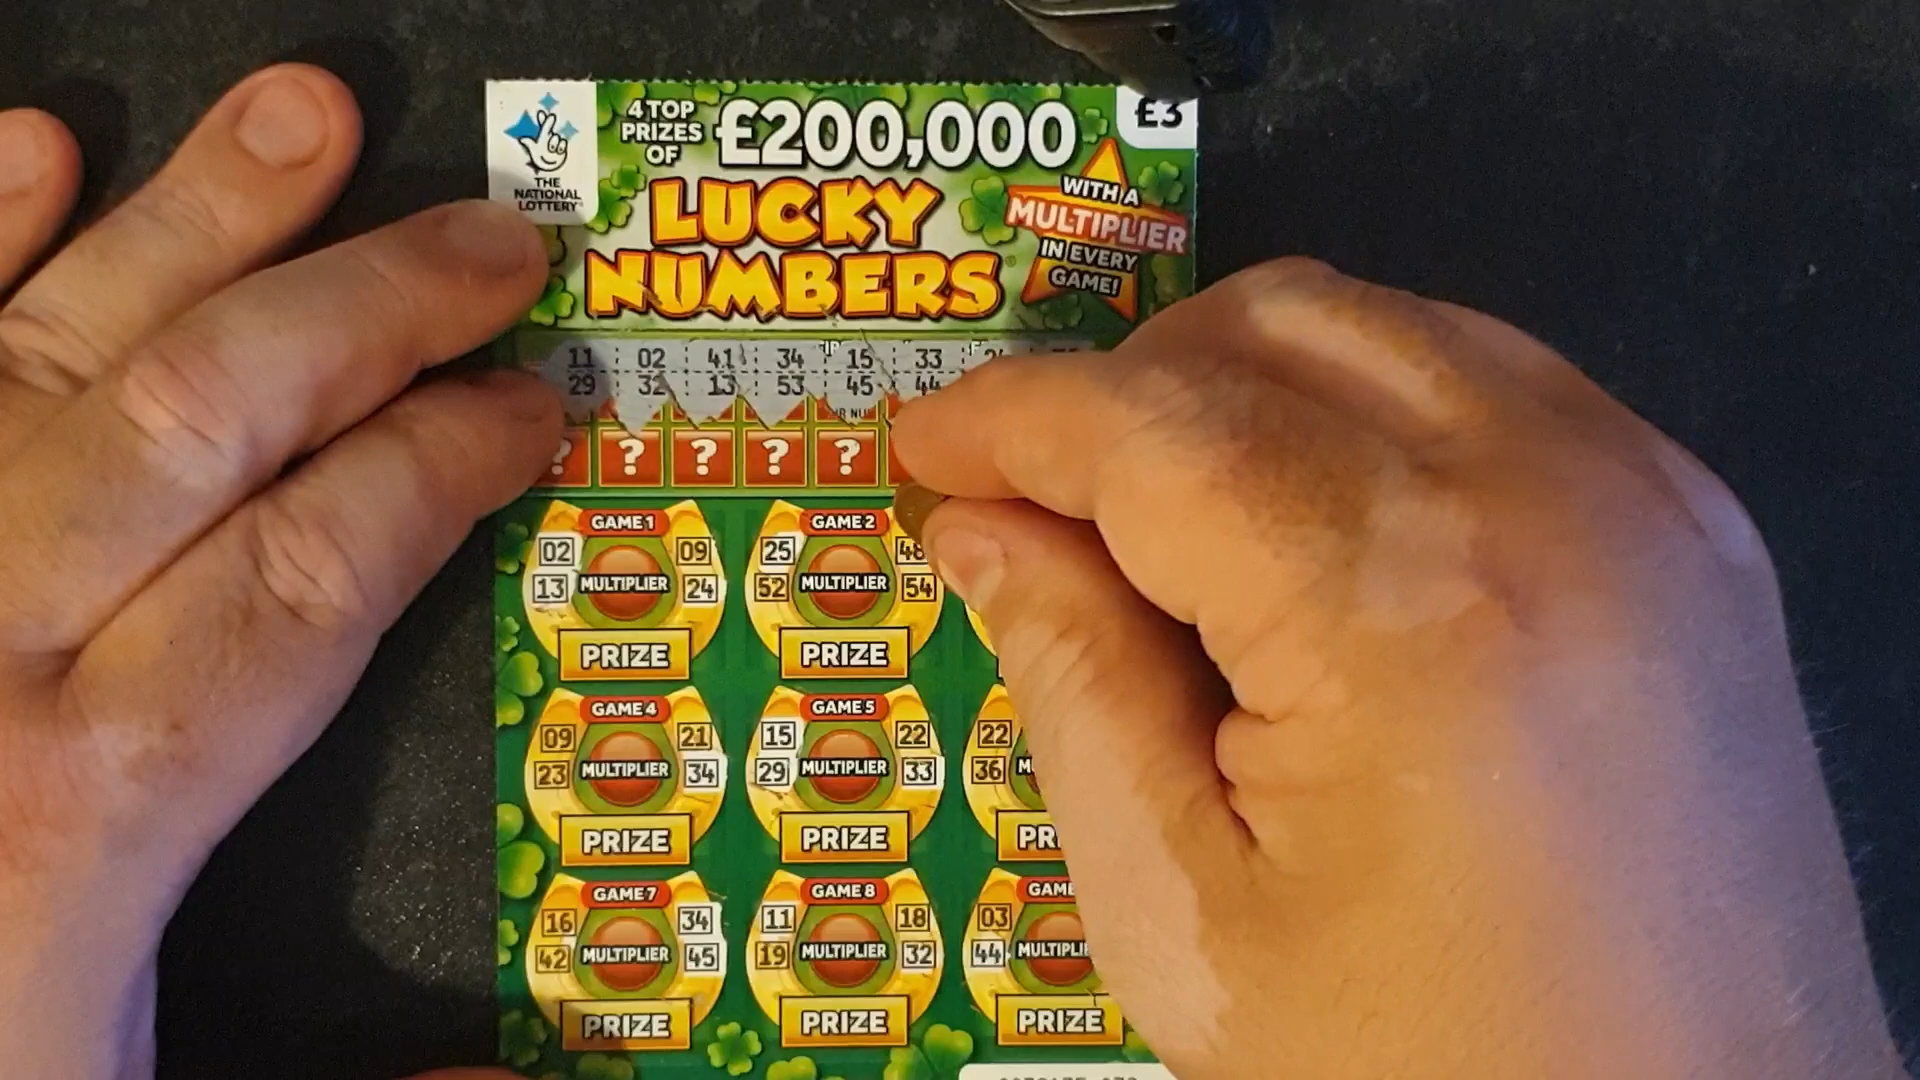 4 TOP
PRIZES
OF
£200,000
£3
THE
NATIONAL
LOTTERY®
LUCKY
NUMBERS®
WITH A
MULTIPLIER
IN EVERY
GAME!
11 02 41 34 15 33
29 32 13 53 45 44
? ? ? ? ?
GAME 1 GAME 2
02 09 25 48
13 MULTIPLIER 24 52 MULTIPLIER 54
PRIZE PRIZE
GAME 4 GAME 5
09 21 15 22 22
23 MULTIPLIER 34 29 MULTIPLIER 33 36
PRIZE PRIZE
GAME 7 GAME 8
16 34 11 18 03
42 MULTIPLIER 45 19 MULTIPLIER 32 44
PRIZE PRIZE PRIZE